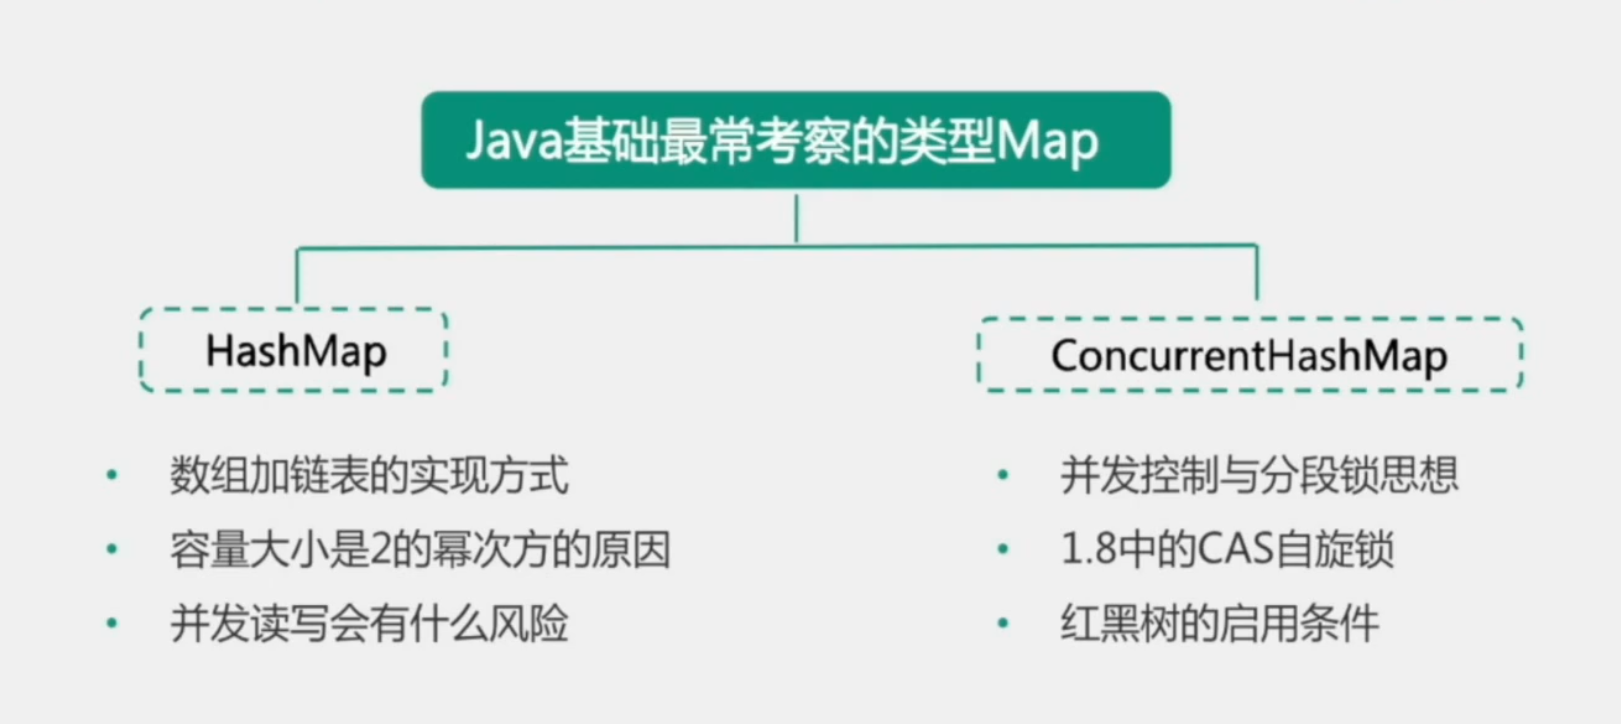 Java基础最常考察的类型Map
HashMap
数组加链表的实现方式
容量大小是2的幂次方的原因
并发读写会有什么风险
ConcurrentHashMap
并发控制与分段锁思想
1.8中的CAS自旋锁
红黑树的启用条件